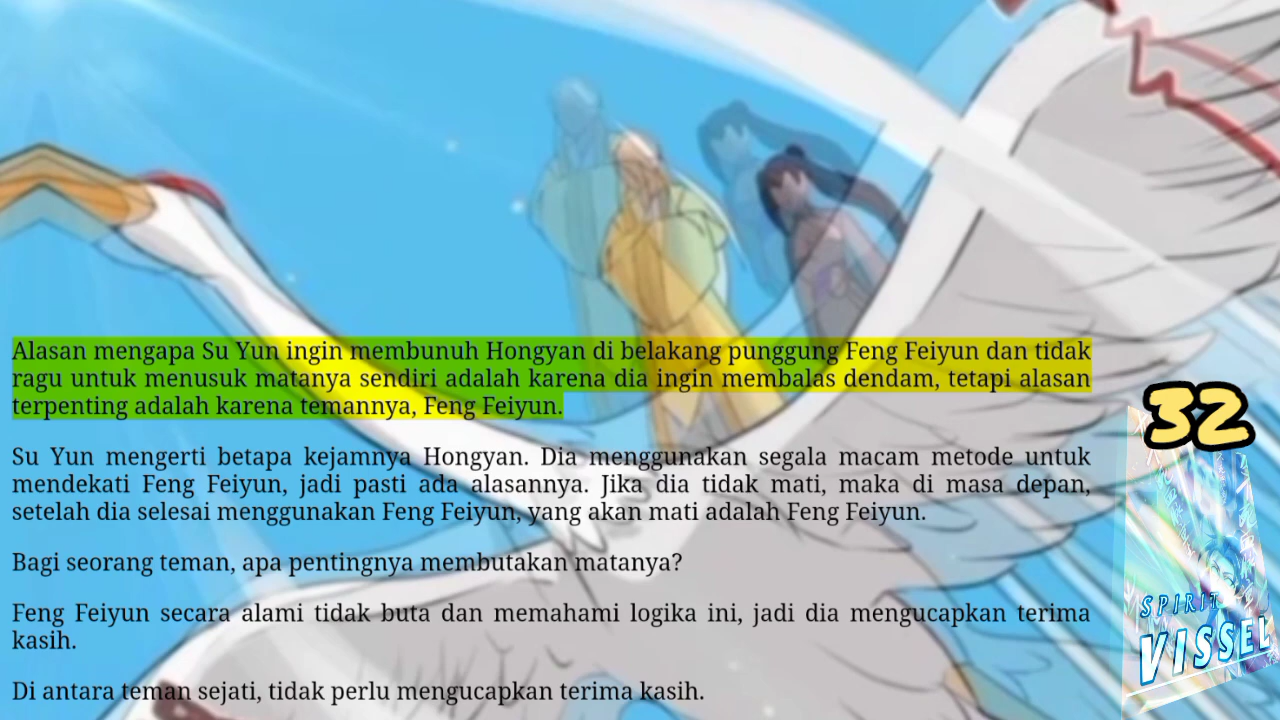 Alasan mengapa Su Yun ingin membunuh Hongyan di belakang punggung Feng Feiyun dan tidak
ragu untuk menusuk matanya sendiri adalah karena dia ingin membalas dendam, tetapi alasan
terpenting adalah karena temannya, Feng Feiyun.
Su Yun mengerti betapa kejamnya Hongyan. Dia menggunakan segala macam metode untuk
mendekati Feng Feiyun, jadi pasti ada alasannya. Jika dia tidak mati, maka di masa depan,
setelah dia selesai menggunakan Feng Feiyun, yang akan mati adalah Feng Feiyun.
Bagi seorang teman, apa pentingnya membutakan matanya?
Feng Feiyun secara alami tidak buta dan memahami logika ini, jadi dia mengucapkan terima
kasih.
Di antara teman sejati, tidak perlu mengucapkan terima kasih.
32
SPIRIT
VISSEL